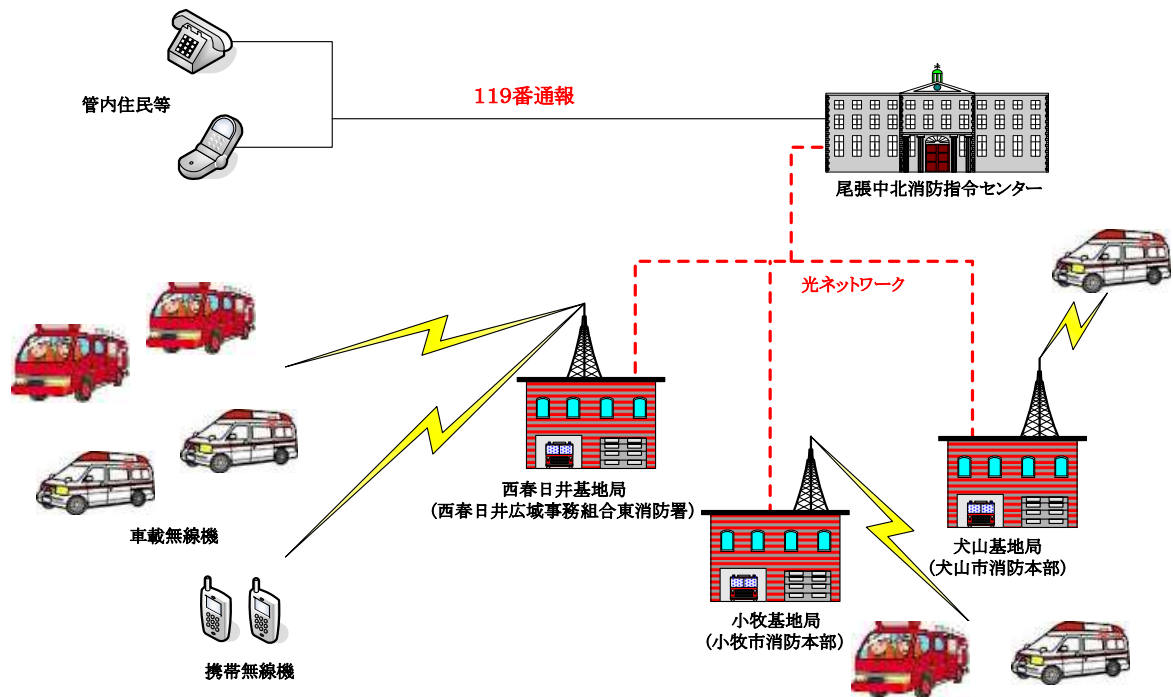 管内住民等
119番通報
尾張中北消防指令センター
光ネットワーク
西春日井基地局
(西春日井広域事務組合東消防署)
犬山基地局
(犬山市消防本部)
車載無線機
小牧基地局
(小牧市消防本部)
携帯無線機